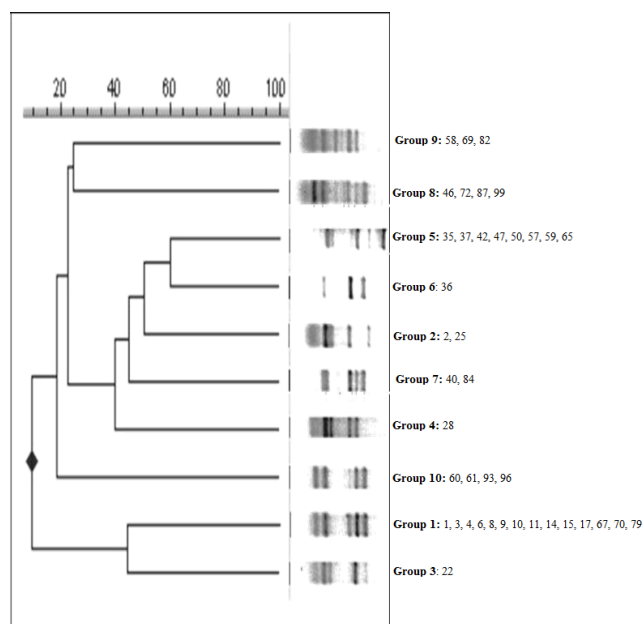 20 40 60 80 100
Group 9: 58, 69, 82
Group 8: 46, 72, 87, 99
Group 5: 35, 37, 42, 47, 50, 57, 59, 65
Group 6: 36
Group 2: 2, 25
Group 7: 40, 84
Group 4: 28
Group 10: 60, 61, 93, 96
Group 1: 1, 3, 4, 6, 8, 9, 10, 11, 14, 15, 17, 67, 70, 79
Group 3: 22